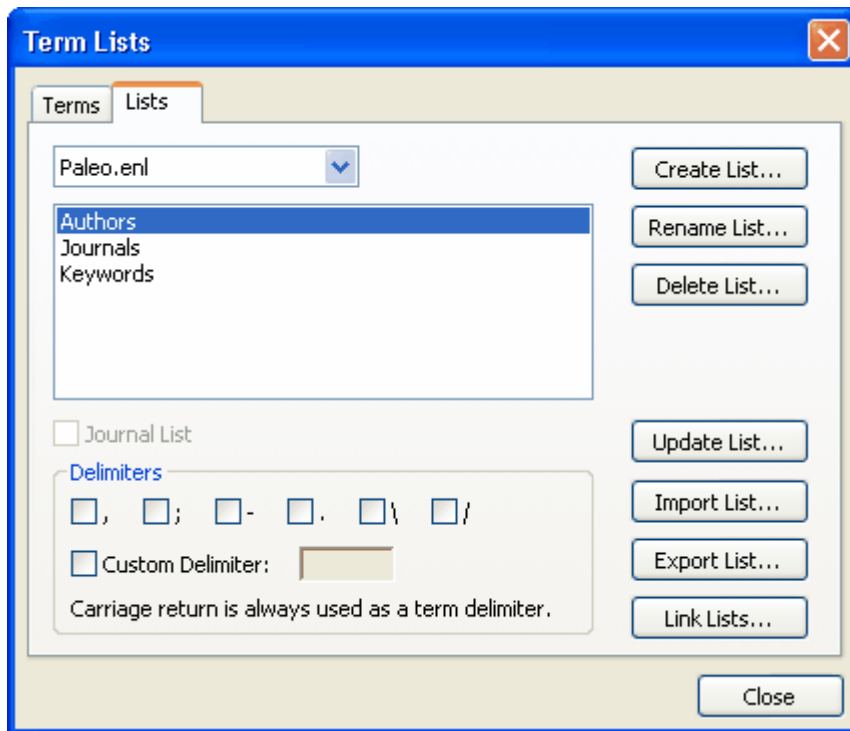 Term Lists
Terms Lists
Paleo.enl
Create List...
Authors
Journals
Keywords
Rename List...
Delete List...
Journal List
Update List...
Delimiters
, ; - . \ /
Import List...
Custom Delimiter:
Export List...
Carriage return is always used as a term delimiter.
Link Lists...
Close